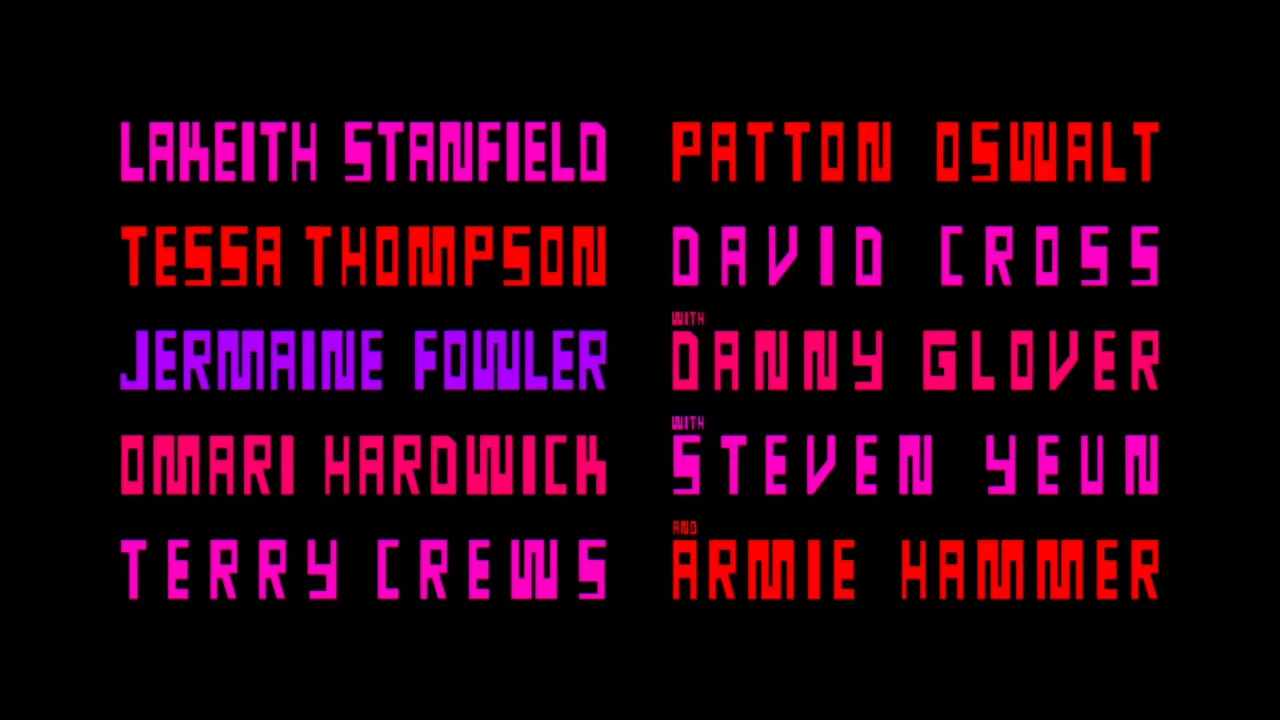 LAKEITH STANFIELD
TESSA THOMPSON
JERMAINE FOWLER
OMARI HARDWICK
TERRY CREWS
PATTON OSWALT
DAVID CROSS
WITH
DANNY GLOVER
WITH
STEVEN YEUN
AND
ARMIE HAMMER